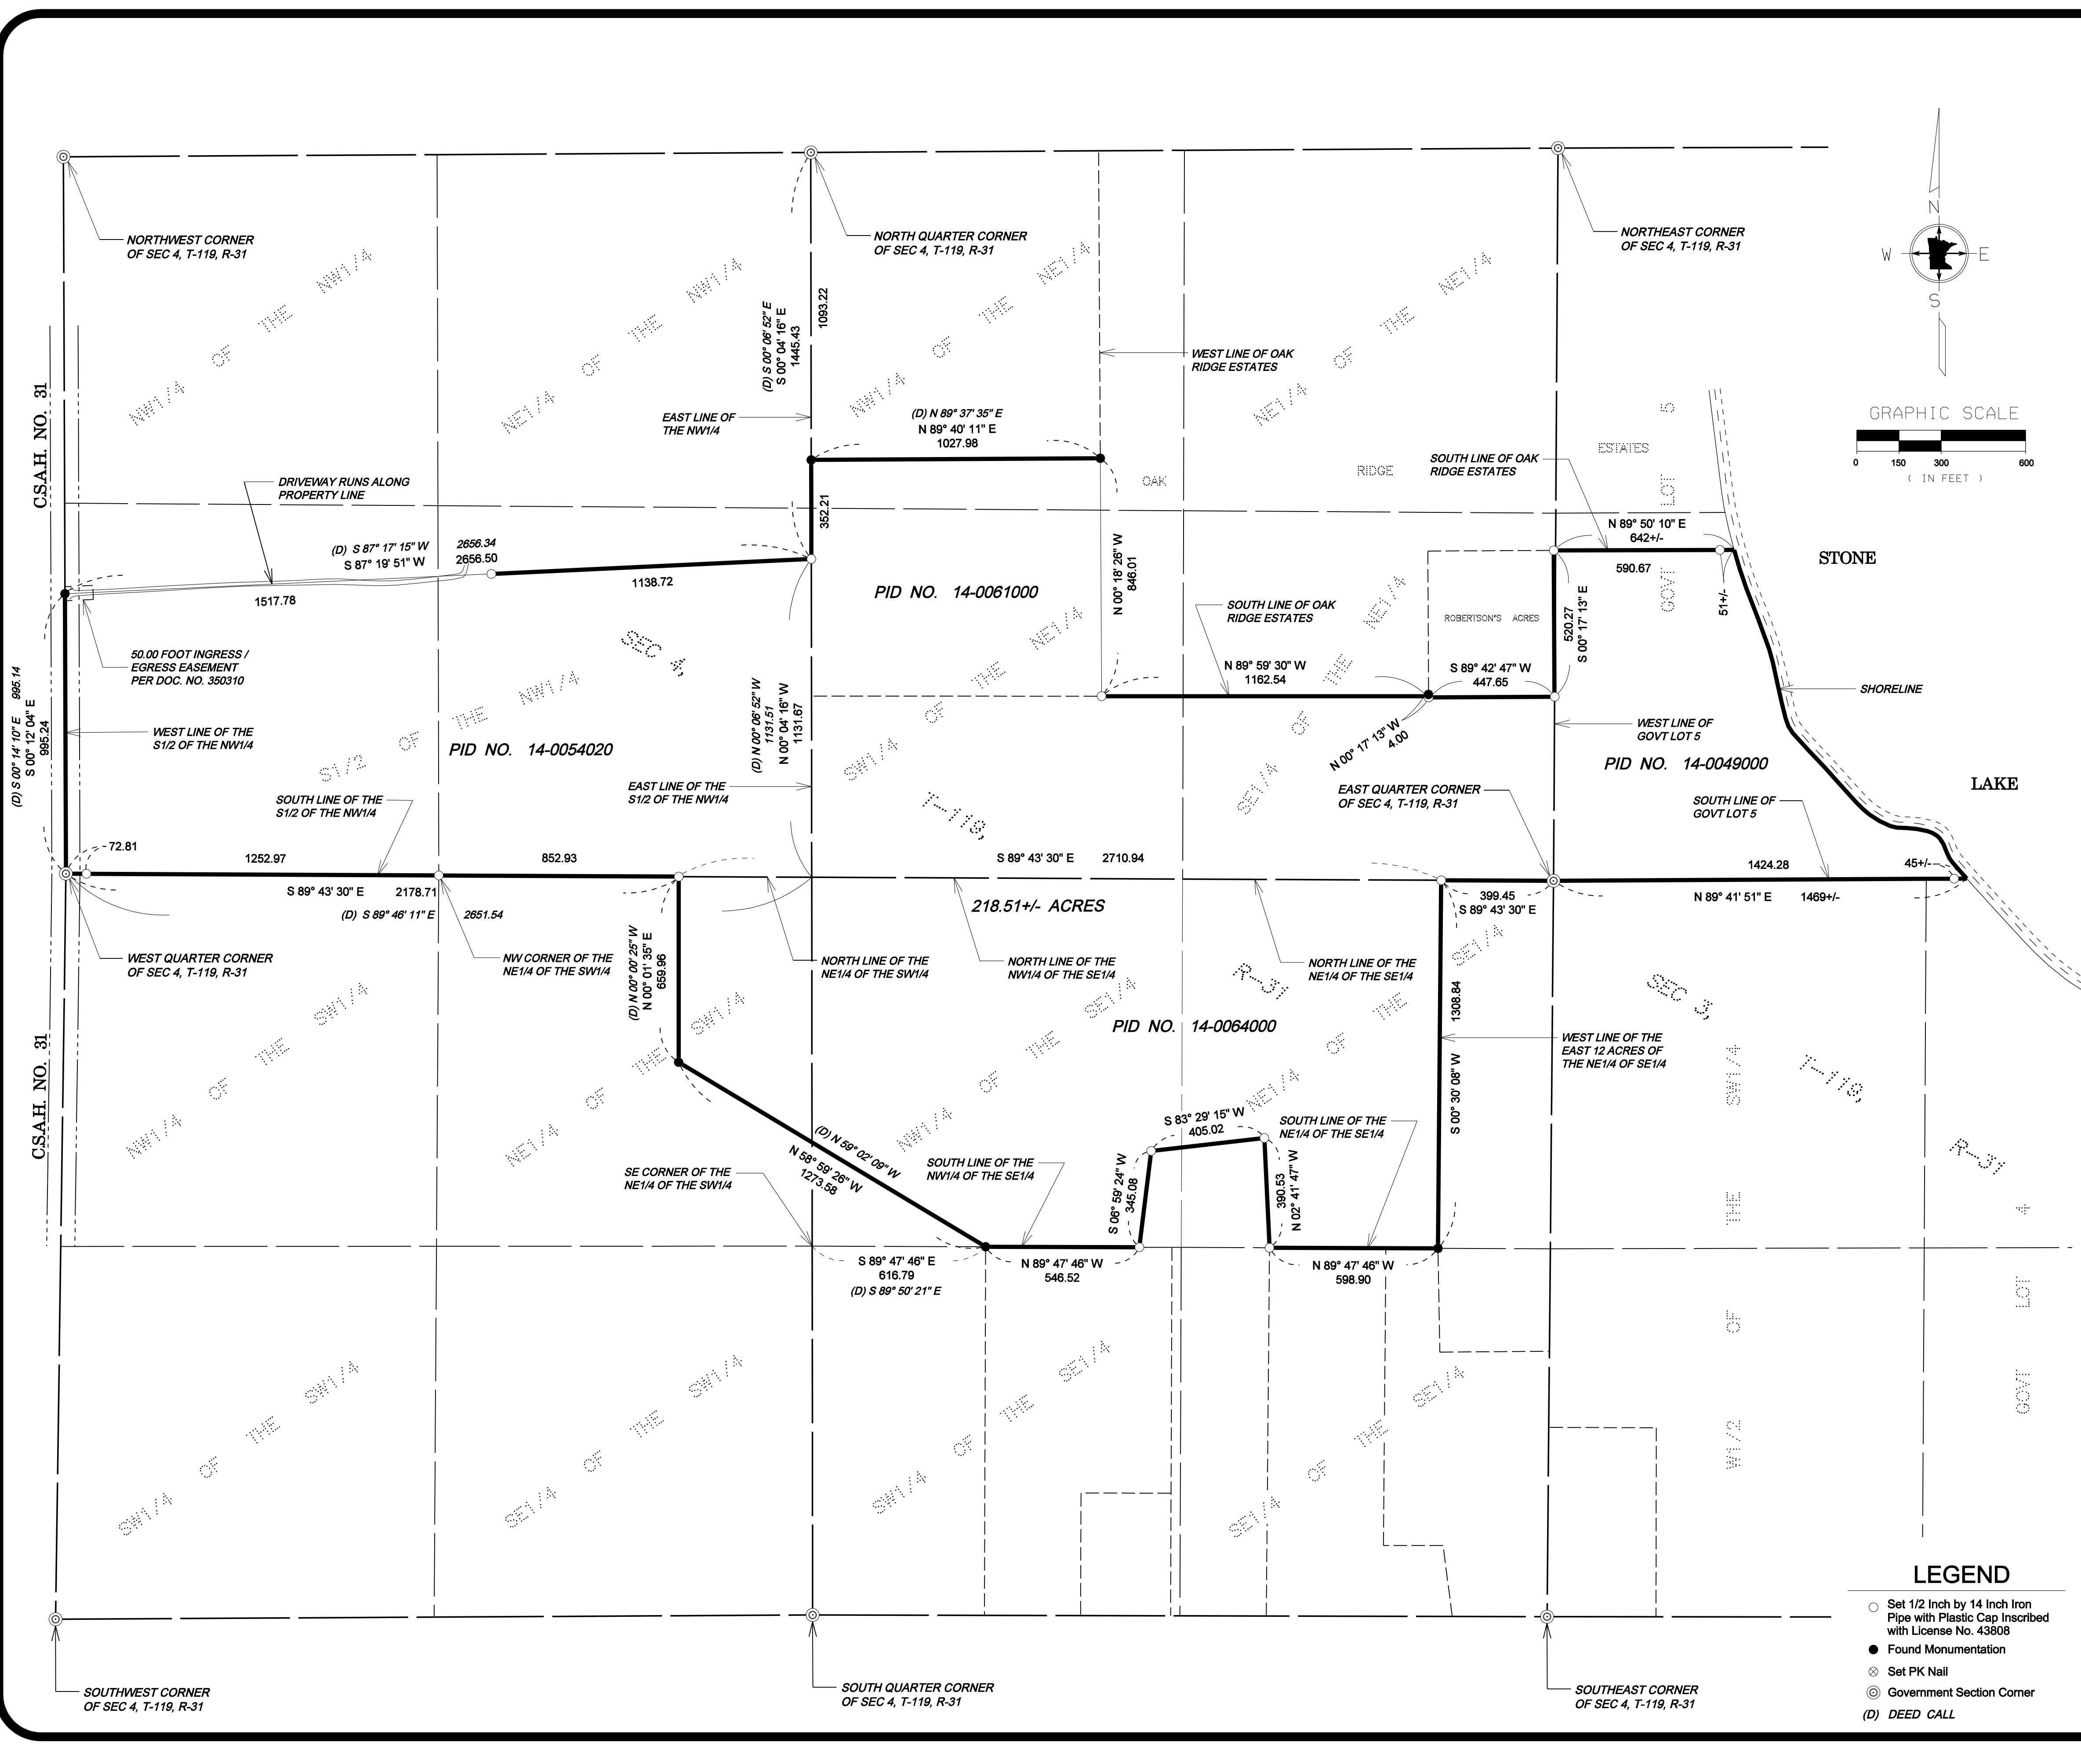 NORTHWEST CORNER
OF SEC 4, T-119, R-31
NORTH QUARTER CORNER
OF SEC 4, T-119, R-31
NORTHEAST CORNER
OF SEC 4, T-119, R-31
N
W
E
S
GRAPHIC SCALE
0 150 300 600
( IN FEET )
NW1/4 OF THE NW1/4
NE1/4 OF THE NW1/4
NW1/4 OF THE NE1/4
NE1/4 OF THE NE1/4
C.S.A.H. NO. 31
(D) S 00° 06' 52" E
S 00° 04' 16" E
1445.43
1093.22
WEST LINE OF OAK
RIDGE ESTATES
EAST LINE OF
THE NW1/4
(D) N 89° 37' 35" E
N 89° 40' 11" E
1027.98
OAK RIDGE ESTATES
SOUTH LINE OF OAK
RIDGE ESTATES
GOVT LOT 5
DRIVEWAY RUNS ALONG
PROPERTY LINE
352.21
N 89° 50' 10" E
642+/-
590.67
51+/-
(D) S 87° 17' 15" W 2656.34
S 87° 19' 51" W 2656.50
1138.72
1517.78
STONE
LAKE
PID NO. 14-0061000
N 00° 18' 26" W
846.01
SOUTH LINE OF OAK
RIDGE ESTATES
ROBERTSON'S ACRES
520.27
S 00° 17' 13" E
50.00 FOOT INGRESS /
EGRESS EASEMENT
PER DOC. NO. 350310
SEC 4,
SW1/4 OF THE NE1/4
SE1/4 OF THE NE1/4
N 89° 59' 30" W
1162.54
S 89° 42' 47" W
447.65
SHORELINE
(D) S 00° 14' 10" E 995.14
S 00° 12' 04" E
995.24
WEST LINE OF THE
S1/2 OF THE NW1/4
S1/2 OF THE NW1/4
PID NO. 14-0054020
(D) N 00° 06' 52" W
1131.51
N 00° 04' 16" W
1131.67
N 00° 17' 13" W
4.00
WEST LINE OF
GOVT LOT 5
PID NO. 14-0049000
SOUTH LINE OF THE
S1/2 OF THE NW1/4
EAST LINE OF THE
S1/2 OF THE NW1/4
T-119,
EAST QUARTER CORNER
OF SEC 4, T-119, R-31
SOUTH LINE OF
GOVT LOT 5
72.81
1252.97
852.93
S 89° 43' 30" E 2710.94
1424.28
45+/-
S 89° 43' 30" E 2178.71
(D) S 89° 46' 11" E 2651.54
218.51+/- ACRES
399.45
S 89° 43' 30" E
N 89° 41' 51" E 1469+/-
WEST QUARTER CORNER
OF SEC 4, T-119, R-31
NW CORNER OF THE
NE1/4 OF THE SW1/4
(D) N 00° 00' 25" W
N 00° 01' 35" E
659.96
NORTH LINE OF THE
NE1/4 OF THE SW1/4
NORTH LINE OF THE
NW1/4 OF THE SE1/4
NORTH LINE OF THE
NE1/4 OF THE SE1/4
R-31
SEC 3,
T-119,
R-31
PID NO. 14-0064000
1308.84
S 00° 30' 08" W
WEST LINE OF THE
EAST 12 ACRES OF
THE NE1/4 OF SE1/4
C.S.A.H. NO. 31
NW1/4 OF THE SW1/4
NE1/4 OF THE SW1/4
NW1/4 OF THE SE1/4
NE1/4 OF THE SE1/4
W1/2 OF THE SW1/4
GOVT LOT 4
(D) N 59° 02' 09" W
N 58° 59' 26" W
1273.58
S 83° 29' 15" W
405.02
SOUTH LINE OF THE
NE1/4 OF THE SE1/4
SE CORNER OF THE
NE1/4 OF THE SW1/4
SOUTH LINE OF THE
NW1/4 OF THE SE1/4
S 06° 59' 24" W
345.08
390.53
N 02° 41' 47" W
S 89° 47' 46" E
616.79
(D) S 89° 50' 21" E
N 89° 47' 46" W
546.52
N 89° 47' 46" W
598.90
SW1/4 OF THE SW1/4
SE1/4 OF THE SW1/4
SW1/4 OF THE SE1/4
SE1/4 OF THE SE1/4
SOUTHWEST CORNER
OF SEC 4, T-119, R-31
SOUTH QUARTER CORNER
OF SEC 4, T-119, R-31
SOUTHEAST CORNER
OF SEC 4, T-119, R-31
LEGEND
Set 1/2 Inch by 14 Inch Iron
Pipe with Plastic Cap Inscribed
with License No. 43808
Found Monumentation
Set PK Nail
Government Section Corner
(D) DEED CALL